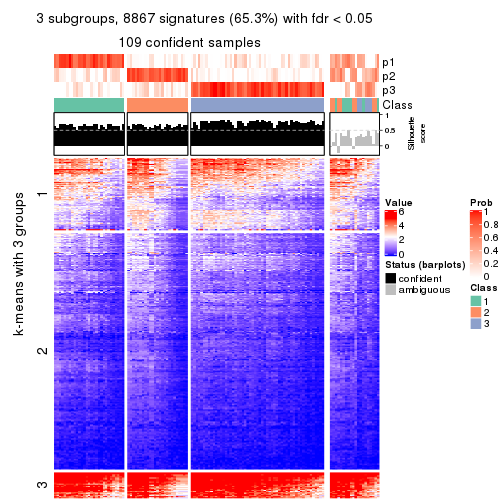 3 subgroups, 8867 signatures (65.3%) with fdr < 0.05
109 confident samples
p1
p2
p3
Class
1
0.5
0
Silhouette
score
k-means with 3 groups
1
2
3
Value
6
4
2
0
Status (barplots)
confident
ambiguous
Prob
1
0.8
0.6
0.4
0.2
0
Class
1
2
3